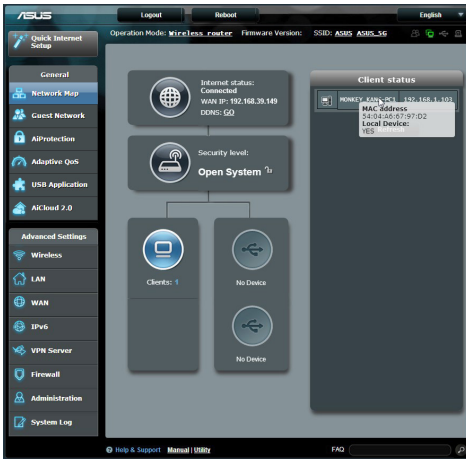 ASUS
Logout
Reboot
English
Quick Internet Setup
Operation Mode: Wireless router Firmware Version: SSID: ASUS ASUS_5G
General
Network Map
Guest Network
AiProtection
Adaptive QoS
USB Application
AiCloud 2.0
Advanced Settings
Wireless
LAN
WAN
IPv6
VPN Server
Firewall
Administration
System Log
Internet status:
Connected
WAN IP: 192.168.39.149
DDNS: GO
Security level:
Open System
Clients: 1
No Device
No Device
Client status
MONKEY_KANG-PC1 192.168.1.103
MAC address
54:04:A6:67:97:D2
Local Device:
YES
Refresh
Help & Support Manual | Utility
FAQ